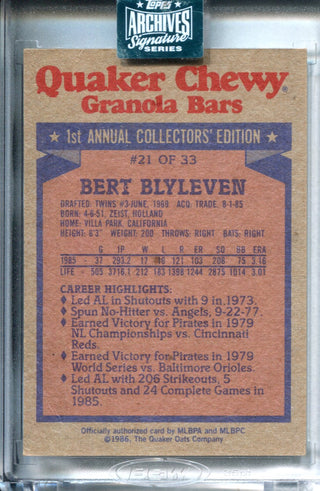 TOPPS
ARCHIVES
Signature
SERIES
Quaker Chewy
Granola Bars
1st ANNUAL COLLECTORS' EDITION
#21 OF 33
BERT BLYLEVEN
DRAFTED: TWINS #3-JUNE, 1969 ACQ. TRADE, 8-1-85
BORN: 4-6-51, ZEIST, HOLLAND
HOME: VILLA PARK, CALIFORNIA
HEIGHT: 6'3" WEIGHT: 200 THROWS: RIGHT BATS: RIGHT
G IP W L R ER SO BB ERA
1985 - 37 293.2 17 16 121 103 206 75 3.16
LIFE - 505 3716.1 212 183 1398 1244 2875 1014 3.01
CAREER HIGHLIGHTS:
♦ Led AL in Shutouts with 9 in 1973.
♦ Spun No-Hitter vs. Angels, 9-22-77.
♦ Earned Victory for Pirates in 1979
NL Championships vs. Cincinnati
Reds.
♦ Earned Victory for Pirates in 1979
World Series vs. Baltimore Orioles.
♦ Led AL with 206 Strikeouts, 5
Shutouts and 24 Complete Games in
1985.
Officially authorized card by MLBPA and MLBPC
©1986, The Quaker Oats Company